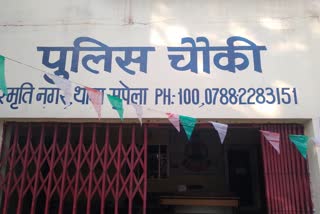 पुलिस चौकी
स्मृति नगर, थाना सुपेला PH:-100,07882283151